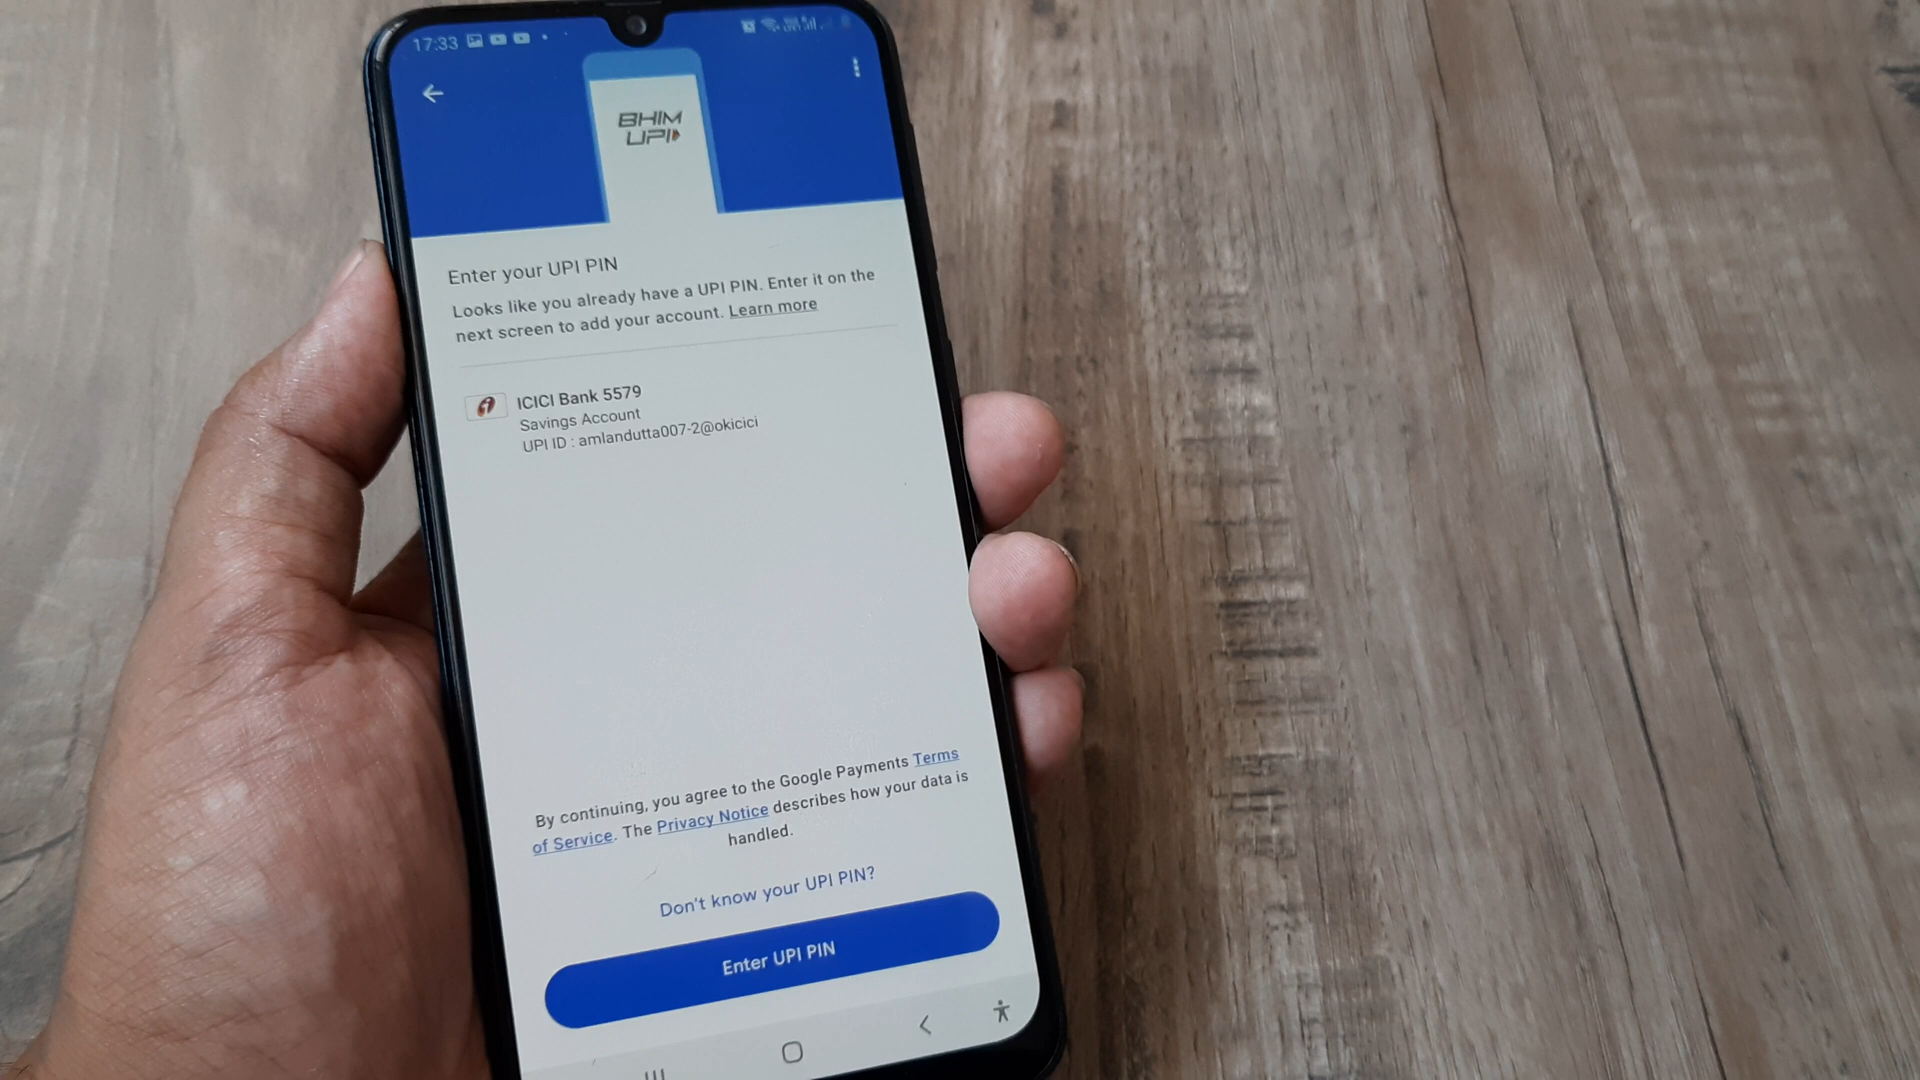 17:33
BHIM
UPI
Enter your UPI PIN
Looks like you already have a UPI PIN. Enter it on the
next screen to add your account. Learn more
ICICI Bank 5579
Savings Account
UPI ID : amlandutta007-2@okicici
By continuing, you agree to the Google Payments Terms
of Service. The Privacy Notice describes how your data is
handled.
Don't know your UPI PIN?
Enter UPI PIN